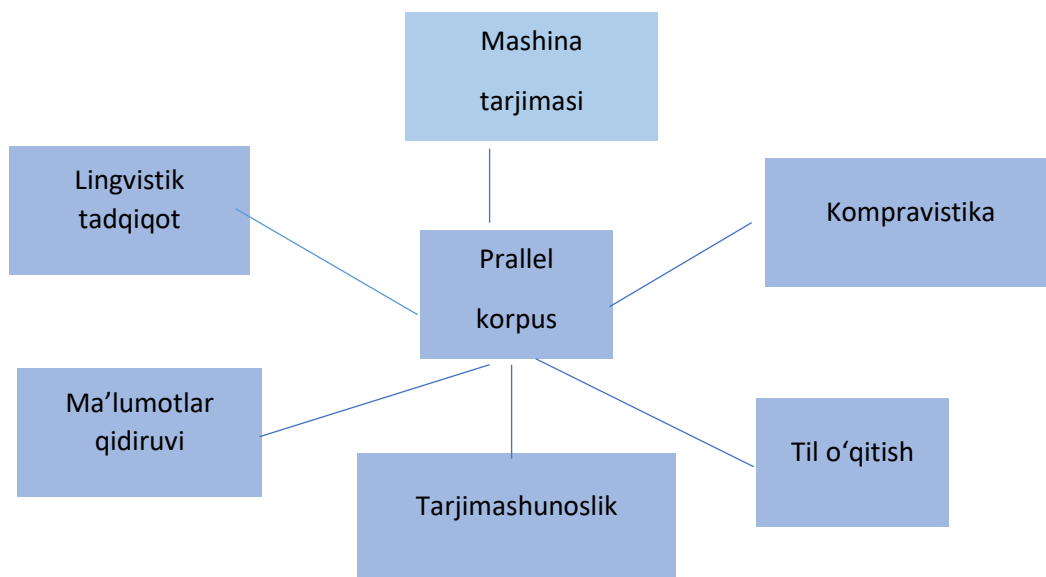 Mashina
tarjimasi
Lingvistik
tadqiqot
Kompravistika
Prallel
korpus
Ma’lumotlar
qidiruvi
Til o‘qitish
Tarjimashunoslik